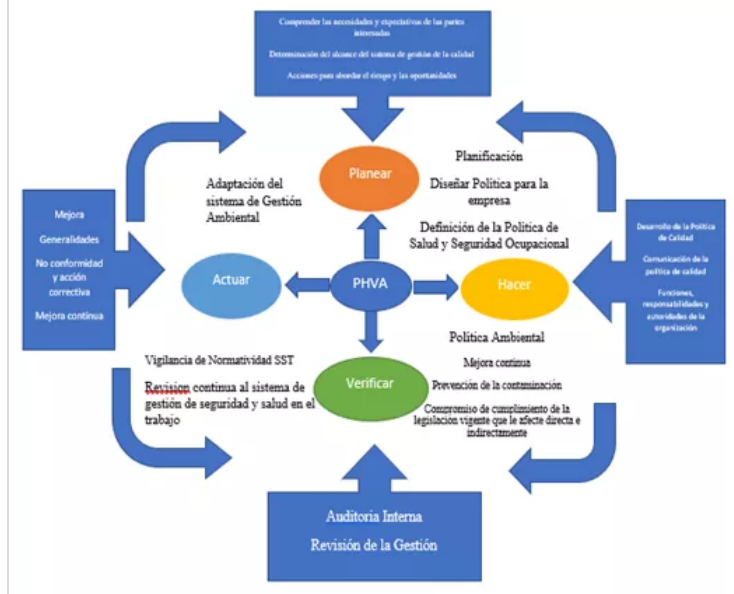 Comprender las necesidades y expectativas de las partes
interesadas
Determinación del alcance del sistema de gestión de la calidad
Acciones para abordar el riesgo y las oportunidades
Planear
Planificación
Diseñar Política para la
empresa
Definición de la Política de
Salud y Seguridad Ocupacional
Adaptación del
sistema de Gestión
Ambiental
Mejora
Generalidades
No conformidad
y acción
correctiva
Mejora continua
Actuar
PHVA
Hacer
Desarrollo de la Política
de Calidad
Comunicación de la
política de calidad
Funciones,
responsabilidades y
autoridades de la
organización
Vigilancia de Normatividad SST
Revision continua al sistema de
gestión de seguridad y salud en el
trabajo
Verificar
Política Ambiental
Mejora continua
Prevención de la contaminación
Compromiso de cumplimiento de la
legislación vigente que le afecte directa e
indirectamente
Auditoria Interna
Revisión de la Gestión